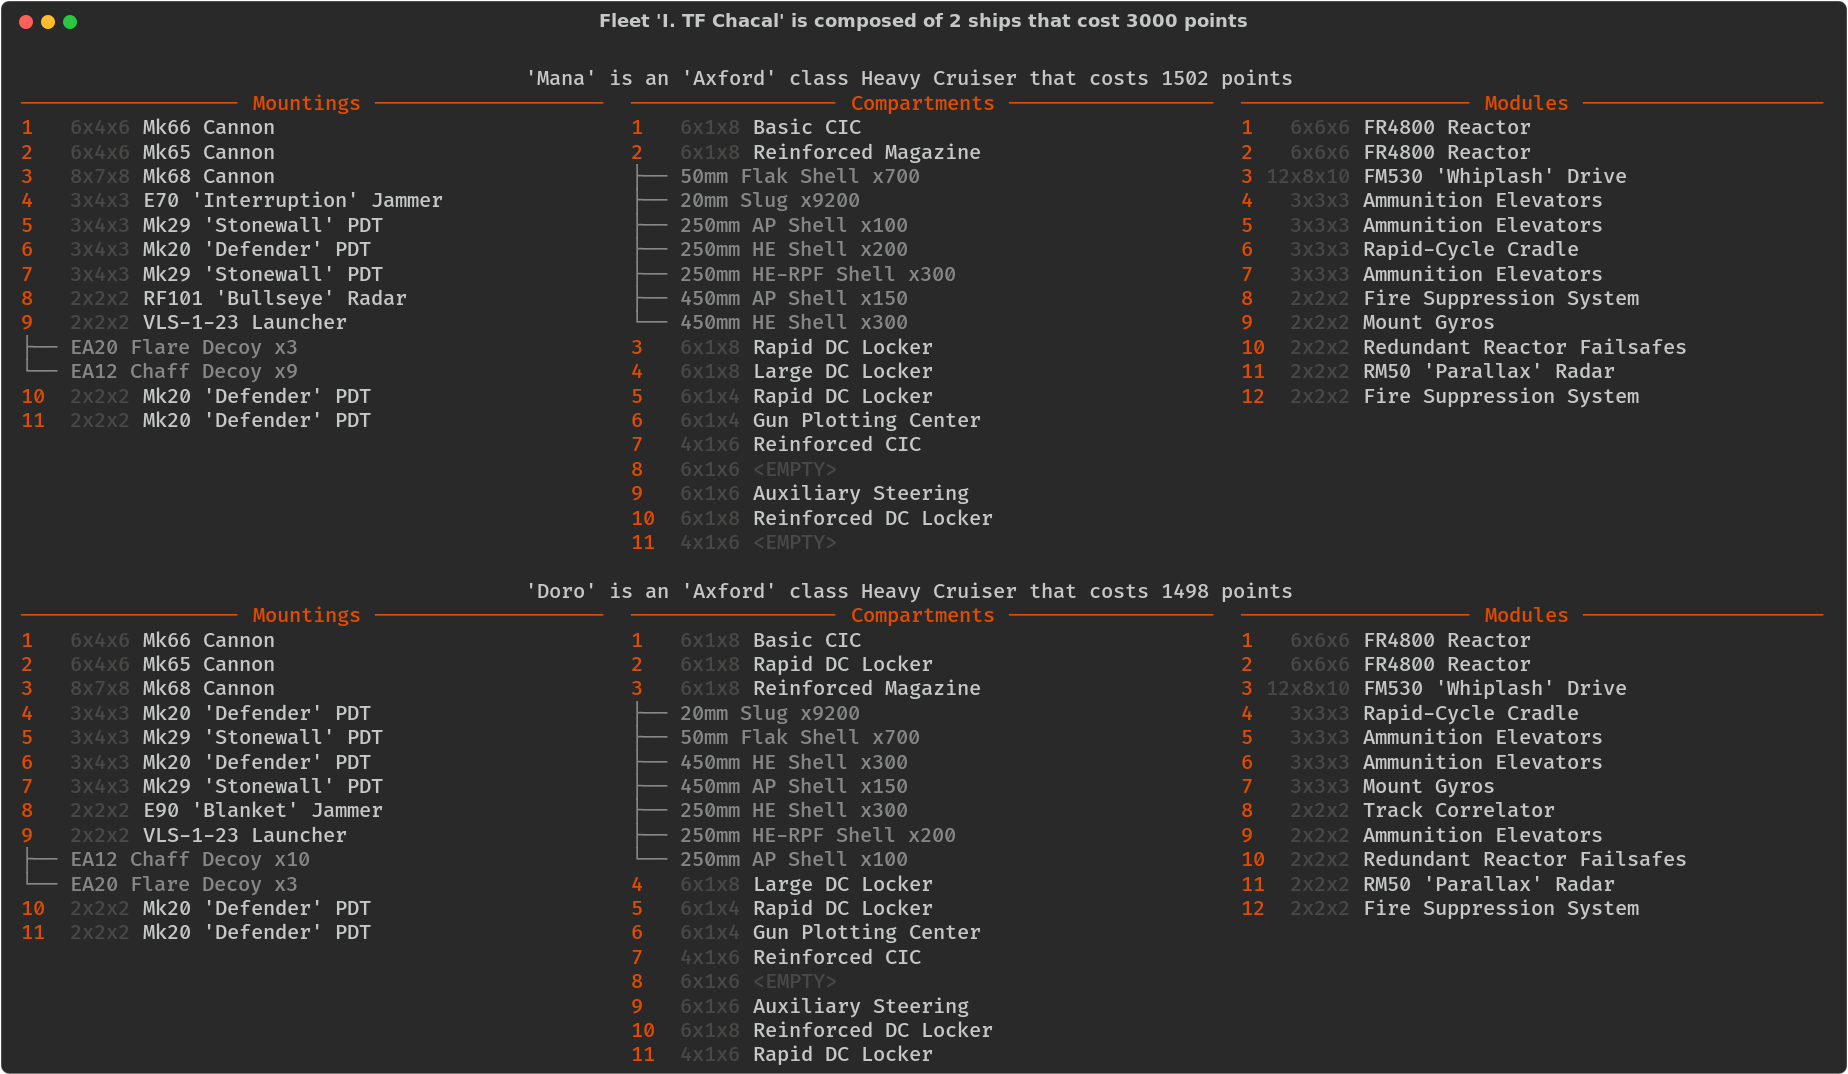 Fleet 'I. TF Chacal' is composed of 2 ships that cost 3000 points
'Mana' is an 'Axford' class Heavy Cruiser that costs 1502 points
Mountings
1 6x4x6 Mk66 Cannon
2 6x4x6 Mk65 Cannon
3 8x7x8 Mk68 Cannon
4 3x4x3 E70 'Interruption' Jammer
5 3x4x3 Mk29 'Stonewall' PDT
6 3x4x3 Mk20 'Defender' PDT
7 3x4x3 Mk29 'Stonewall' PDT
8 2x2x2 RF101 'Bullseye' Radar
9 2x2x2 VLS-1-23 Launcher
├── EA20 Flare Decoy x3
└── EA12 Chaff Decoy x9
10 2x2x2 Mk20 'Defender' PDT
11 2x2x2 Mk20 'Defender' PDT
Compartments
1 6x1x8 Basic CIC
2 6x1x8 Reinforced Magazine
├── 50mm Flak Shell x700
├── 20mm Slug x9200
├── 250mm AP Shell x100
├── 250mm HE Shell x200
├── 250mm HE-RPF Shell x300
├── 450mm AP Shell x150
└── 450mm HE Shell x300
3 6x1x8 Rapid DC Locker
4 6x1x8 Large DC Locker
5 6x1x4 Rapid DC Locker
6 6x1x4 Gun Plotting Center
7 4x1x6 Reinforced CIC
8 6x1x6 <EMPTY>
9 6x1x6 Auxiliary Steering
10 6x1x8 Reinforced DC Locker
11 4x1x6 <EMPTY>
Modules
1 6x6x6 FR4800 Reactor
2 6x6x6 FR4800 Reactor
3 12x8x10 FM530 'Whiplash' Drive
4 3x3x3 Ammunition Elevators
5 3x3x3 Ammunition Elevators
6 3x3x3 Rapid-Cycle Cradle
7 3x3x3 Ammunition Elevators
8 2x2x2 Fire Suppression System
9 2x2x2 Mount Gyros
10 2x2x2 Redundant Reactor Failsafes
11 2x2x2 RM50 'Parallax' Radar
12 2x2x2 Fire Suppression System
'Doro' is an 'Axford' class Heavy Cruiser that costs 1498 points
Mountings
1 6x4x6 Mk66 Cannon
2 6x4x6 Mk65 Cannon
3 8x7x8 Mk68 Cannon
4 3x4x3 Mk20 'Defender' PDT
5 3x4x3 Mk29 'Stonewall' PDT
6 3x4x3 Mk20 'Defender' PDT
7 3x4x3 Mk29 'Stonewall' PDT
8 2x2x2 E90 'Blanket' Jammer
9 2x2x2 VLS-1-23 Launcher
├── EA12 Chaff Decoy x10
└── EA20 Flare Decoy x3
10 2x2x2 Mk20 'Defender' PDT
11 2x2x2 Mk20 'Defender' PDT
Compartments
1 6x1x8 Basic CIC
2 6x1x8 Rapid DC Locker
3 6x1x8 Reinforced Magazine
├── 20mm Slug x9200
├── 50mm Flak Shell x700
├── 450mm HE Shell x300
├── 450mm AP Shell x150
├── 250mm HE Shell x300
├── 250mm HE-RPF Shell x200
└── 250mm AP Shell x100
4 6x1x8 Large DC Locker
5 6x1x4 Rapid DC Locker
6 6x1x4 Gun Plotting Center
7 4x1x6 Reinforced CIC
8 6x1x6 <EMPTY>
9 6x1x6 Auxiliary Steering
10 6x1x8 Reinforced DC Locker
11 4x1x6 Rapid DC Locker
Modules
1 6x6x6 FR4800 Reactor
2 6x6x6 FR4800 Reactor
3 12x8x10 FM530 'Whiplash' Drive
4 3x3x3 Rapid-Cycle Cradle
5 3x3x3 Ammunition Elevators
6 3x3x3 Ammunition Elevators
7 3x3x3 Mount Gyros
8 2x2x2 Track Correlator
9 2x2x2 Ammunition Elevators
10 2x2x2 Redundant Reactor Failsafes
11 2x2x2 RM50 'Parallax' Radar
12 2x2x2 Fire Suppression System